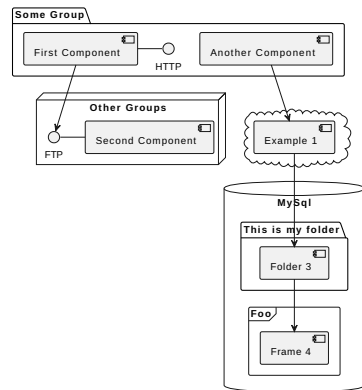 Some Group
First Component
HTTP
Another Component
Other Groups
FTP
Second Component
Example 1
MySql
This is my folder
Folder 3
Foo
Frame 4